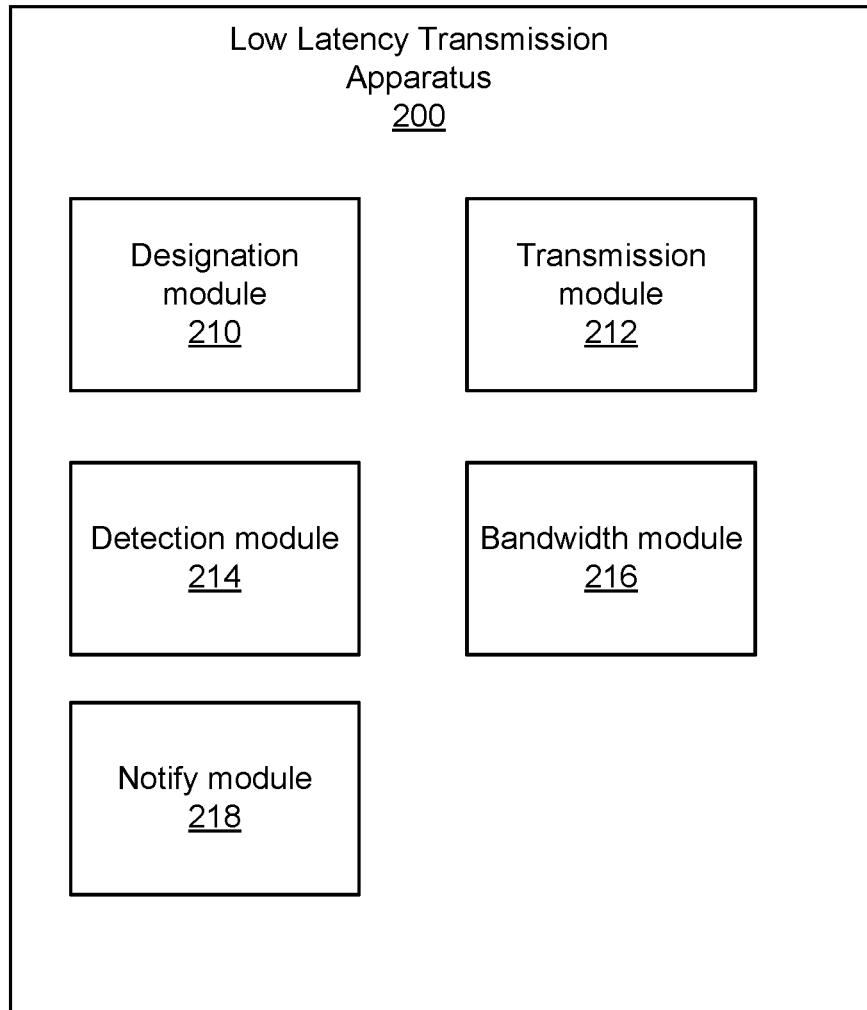 Low Latency Transmission
Apparatus
200
Designation
module
210
Transmission
module
212
Detection module
214
Bandwidth module
216
Notify module
218